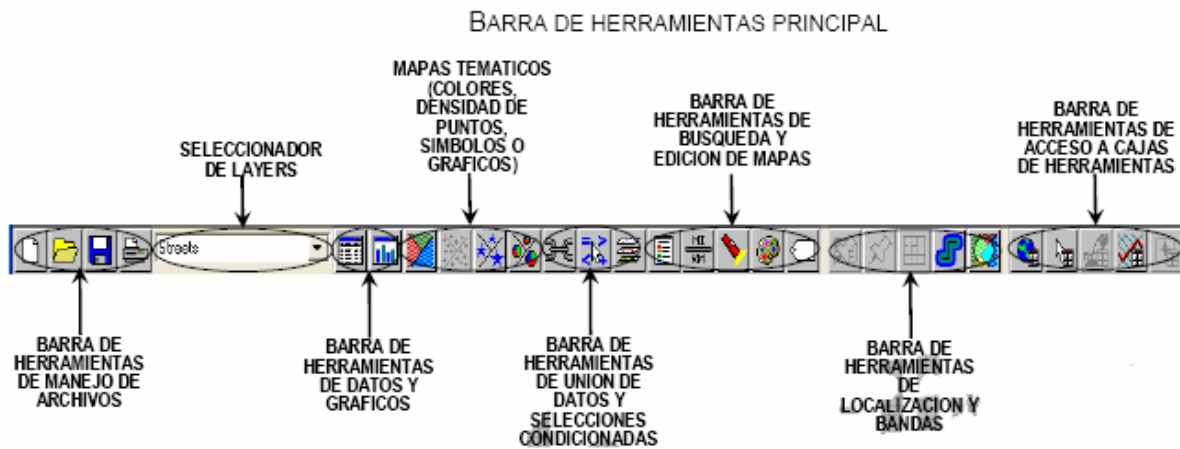 BARRA DE HERRAMIENTAS PRINCIPAL
SELECCIONADOR
DE LAYERS
MAPAS TEMATICOS
(COLORES,
DENSIDAD DE
PUNTOS,
SIMBOLOS O
GRAFICOS)
BARRA DE
HERRAMIENTAS DE
BUSQUEDA Y
EDICION DE MAPAS
BARRA DE
HERRAMIENTAS DE
ACCESO A CAJAS
DE HERRAMIENTAS
Streets
MI
KM
BARRA DE
HERRAMIENTAS
DE MANEJO DE
ARCHIVOS
BARRA DE
HERRAMIENTAS
DE DATOS Y
GRAFICOS
BARRA DE
HERRAMIENTAS
DE UNION DE
DATOS Y
SELECCIONES
CONDICIONADAS
BARRA DE
HERRAMIENTAS
DE
LOCALIZACION Y
BANDAS